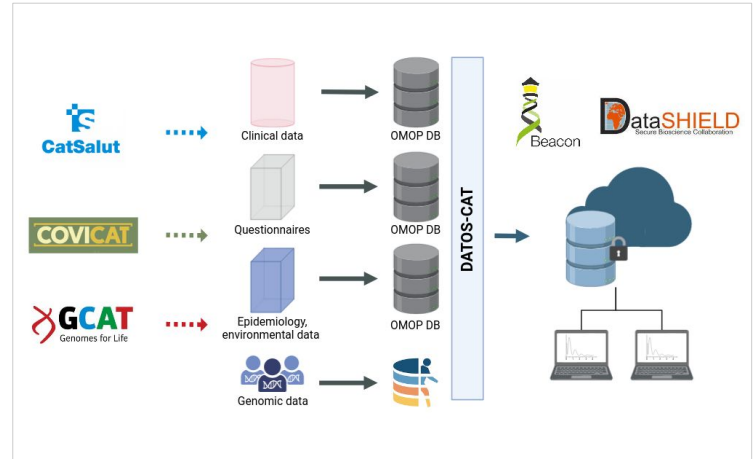 CatSalut
COVICAT
GCAT
Genomes for Life
Clinical data
Questionnaires
Epidemiology,
environmental data
Genomic data
OMOP DB
OMOP DB
OMOP DB
DATOS-CAT
Beacon
DataSHIELD
Secure Bioscience Collaboration